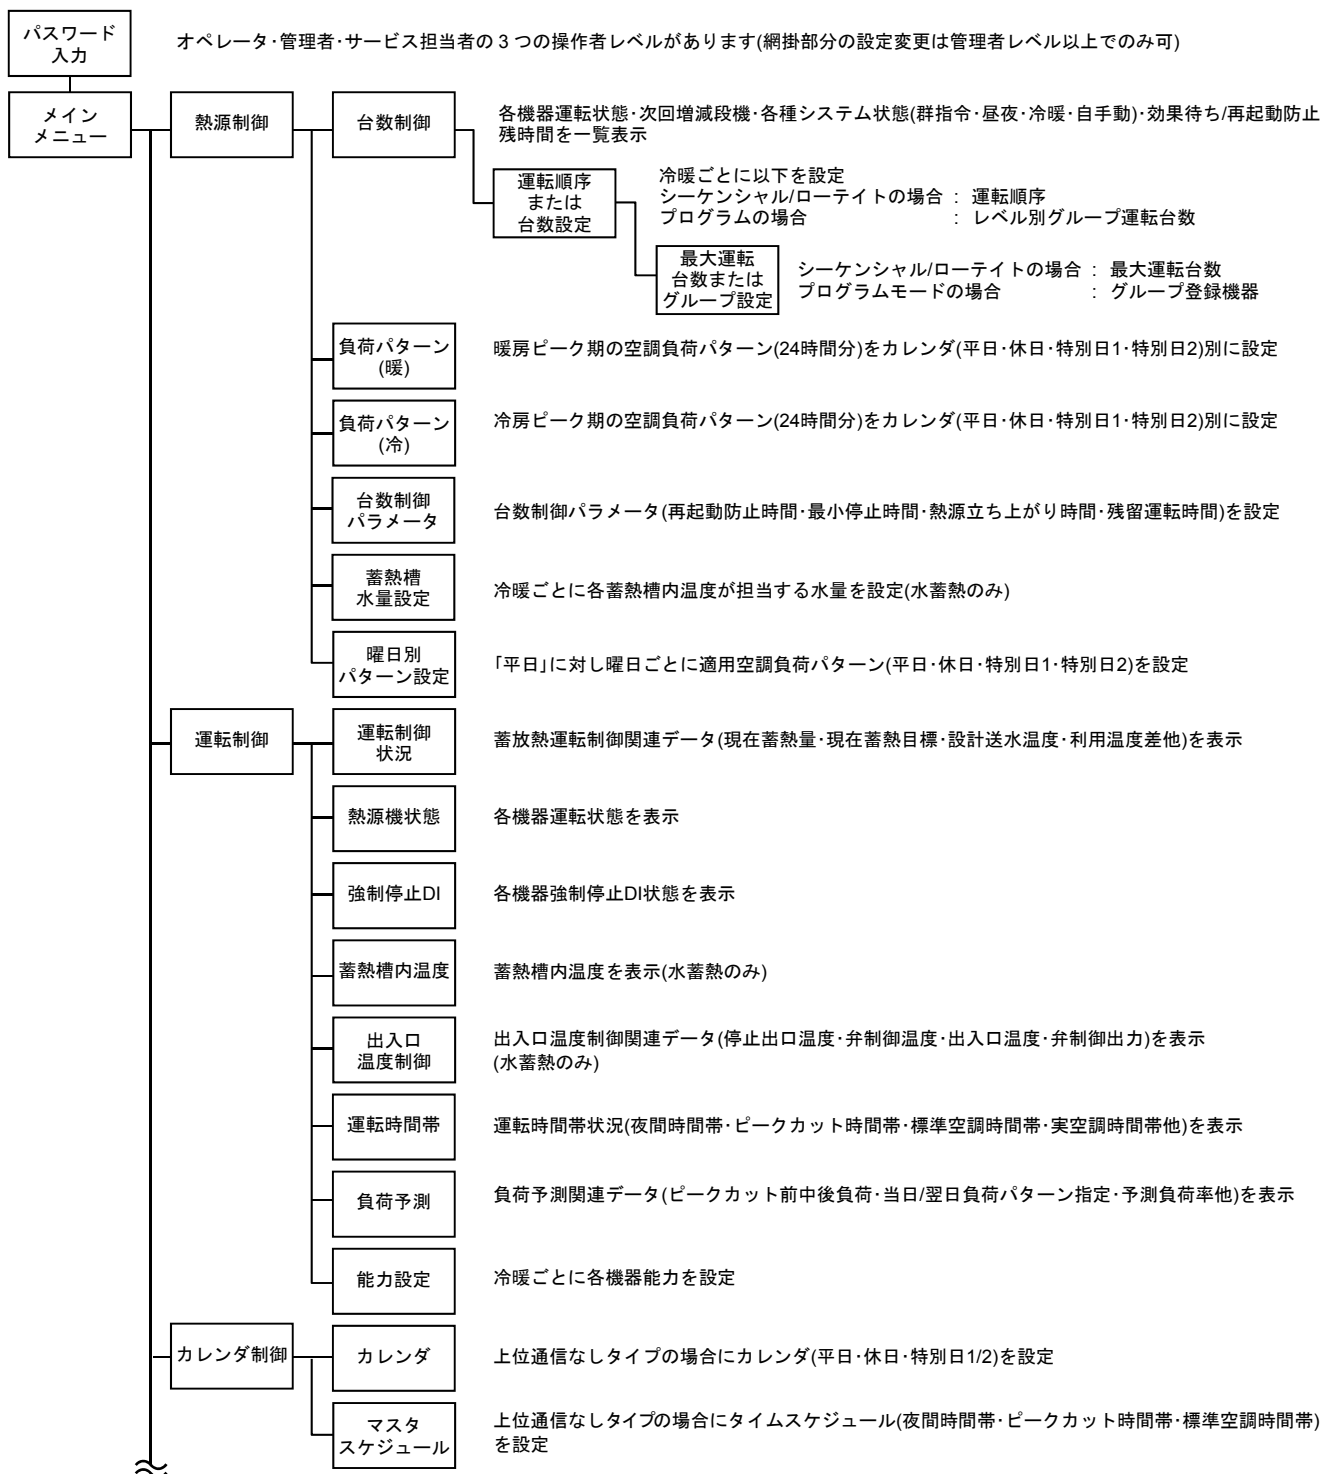 パスワード
入力
オペレータ･管理者･サービス担当者の3つの操作者レベルがあります(網掛部分の設定変更は管理者レベル以上でのみ可)
メイン
メニュー
熱源制御
台数制御
各機器運転状態･次回増減段機･各種システム状態(群指令･昼夜･冷暖･自手動)･効果待ち/再起動防止
残時間を一覧表示
運転順序
または
台数設定
冷暖ごとに以下を設定
シーケンシャル/ローテイトの場合 : 運転順序
プログラムの場合 : レベル別グループ運転台数
最大運転
台数または
グループ設定
シーケンシャル/ローテイトの場合 : 最大運転台数
プログラムモードの場合 : グループ登録機器
負荷パターン
(暖)
暖房ピーク期の空調負荷パターン(24時間分)をカレンダ(平日･休日･特別日1･特別日2)別に設定
負荷パターン
(冷)
冷房ピーク期の空調負荷パターン(24時間分)をカレンダ(平日･休日･特別日1･特別日2)別に設定
台数制御
パラメータ
台数制御パラメータ(再起動防止時間･最小停止時間･熱源立ち上がり時間･残留運転時間)を設定
蓄熱槽
水量設定
冷暖ごとに各蓄熱槽内温度が担当する水量を設定(水蓄熱のみ)
曜日別
パターン設定
｢平日｣に対し曜日ごとに適用空調負荷パターン(平日･休日･特別日1･特別日2)を設定
運転制御
運転制御
状況
蓄放熱運転制御関連データ(現在蓄熱量･現在蓄熱目標･設計送水温度･利用温度差他)を表示
熱源機状態
各機器運転状態を表示
強制停止DI
各機器強制停止DI状態を表示
蓄熱槽内温度
蓄熱槽内温度を表示(水蓄熱のみ)
出入口
温度制御
出入口温度制御関連データ(停止出口温度･弁制御温度･出入口温度･弁制御出力)を表示
(水蓄熱のみ)
運転時間帯
運転時間帯状況(夜間時間帯･ピークカット時間帯･標準空調時間帯･実空調時間帯他)を表示
負荷予測
負荷予測関連データ(ピークカット前中後負荷･当日/翌日負荷パターン指定･予測負荷率他)を表示
能力設定
冷暖ごとに各機器能力を設定
カレンダ制御
カレンダ
上位通信なしタイプの場合にカレンダ(平日･休日･特別日1/2)を設定
マスタ
スケジュール
上位通信なしタイプの場合にタイムスケジュール(夜間時間帯･ピークカット時間帯･標準空調時間帯)
を設定